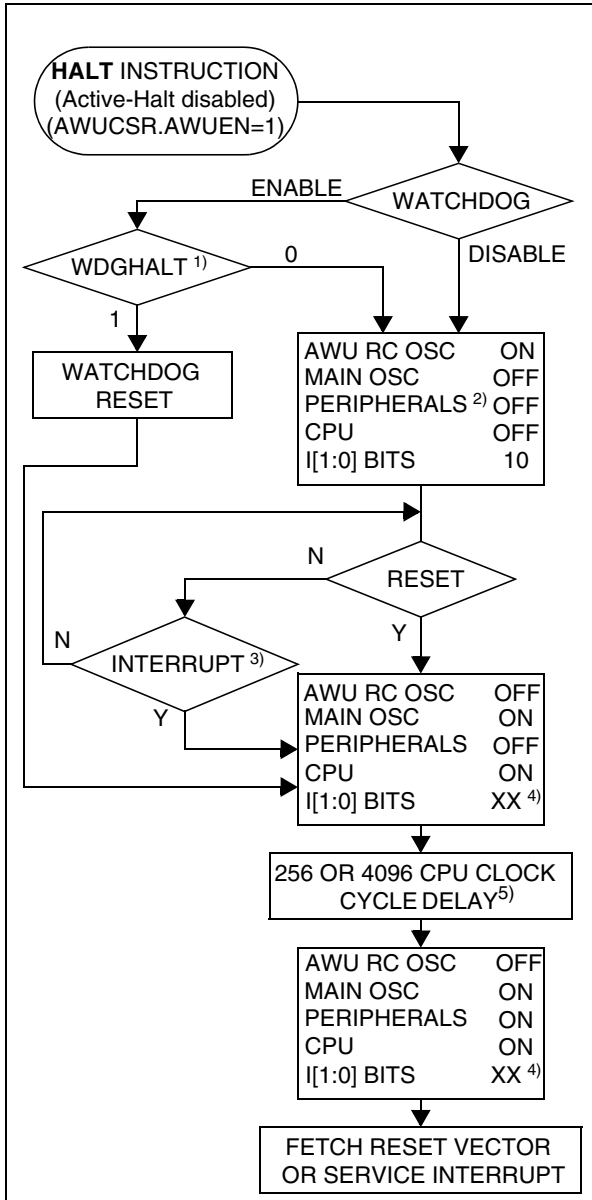 HALT INSTRUCTION
(Active-Halt disabled)
(AWUCSR.AWUEN=1)
WATCHDOG
ENABLE
DISABLE
WDGHALT 1)
0
1
WATCHDOG
RESET
AWU RC OSC ON
MAIN OSC OFF
PERIPHERALS 2) OFF
CPU OFF
I[1:0] BITS 10
RESET
N
Y
INTERRUPT 3)
N
Y
AWU RC OSC OFF
MAIN OSC ON
PERIPHERALS OFF
CPU ON
I[1:0] BITS XX 4)
256 OR 4096 CPU CLOCK
CYCLE DELAY5)
AWU RC OSC OFF
MAIN OSC ON
PERIPHERALS ON
CPU ON
I[1:0] BITS XX 4)
FETCH RESET VECTOR
OR SERVICE INTERRUPT